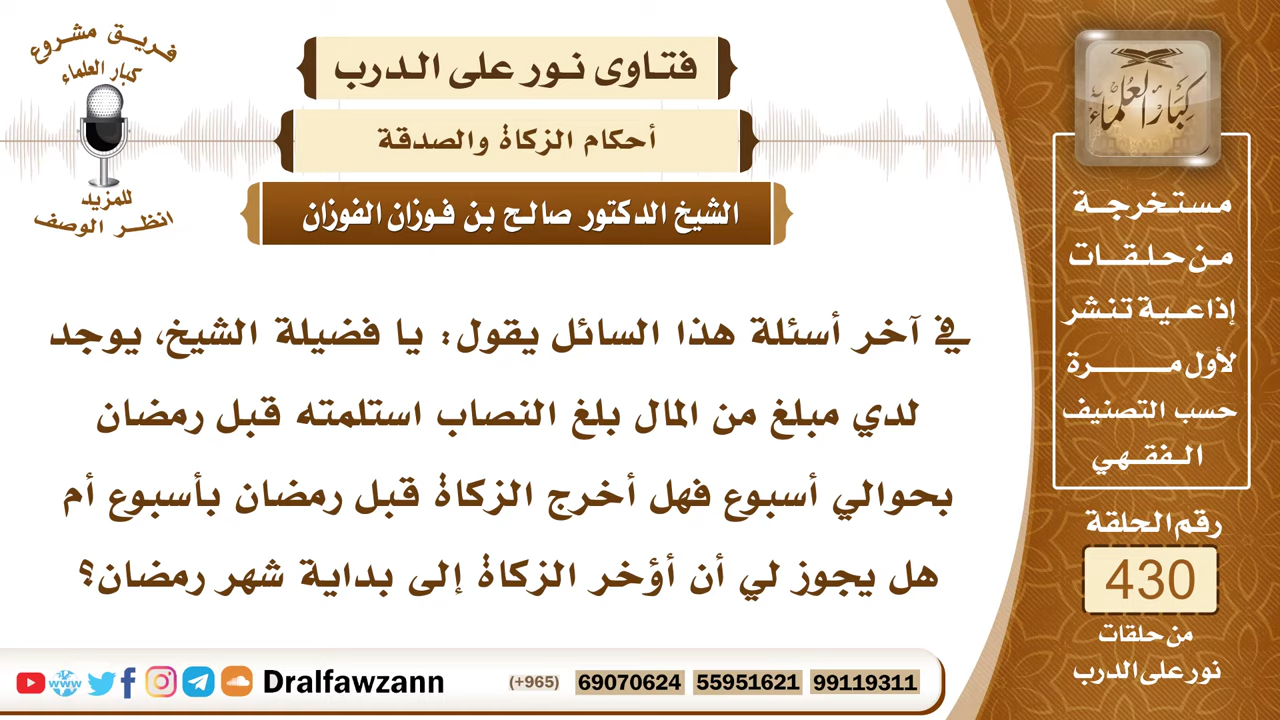 فريق مشروع
كبار العلماء
للمزيد
انظر الوصف
فتاوى نور على الدرب
أحكام الزكاة والصدقة
الشيخ الدكتور صالح بن فوزان الفوزان
في آخر أسئلة هذا السائل يقول: يا فضيلة الشيخ، يوجد
لدي مبلغ من المال بلغ النصاب استلمته قبل رمضان
بحوالي أسبوع فهل أخرج الزكاة قبل رمضان بأسبوع أم
هل يجوز لي أن أؤخر الزكاة إلى بداية شهر رمضان؟
كبار العلماء
مستخرجة
من حلقات
إذاعية تنشر
لأول مرة
حسب التصنيف
الفقهي
رقم الحلقة
430
من حلقات
نور على الدرب
www
Dralfawzann
(+965) 69070624 55951621 99119311